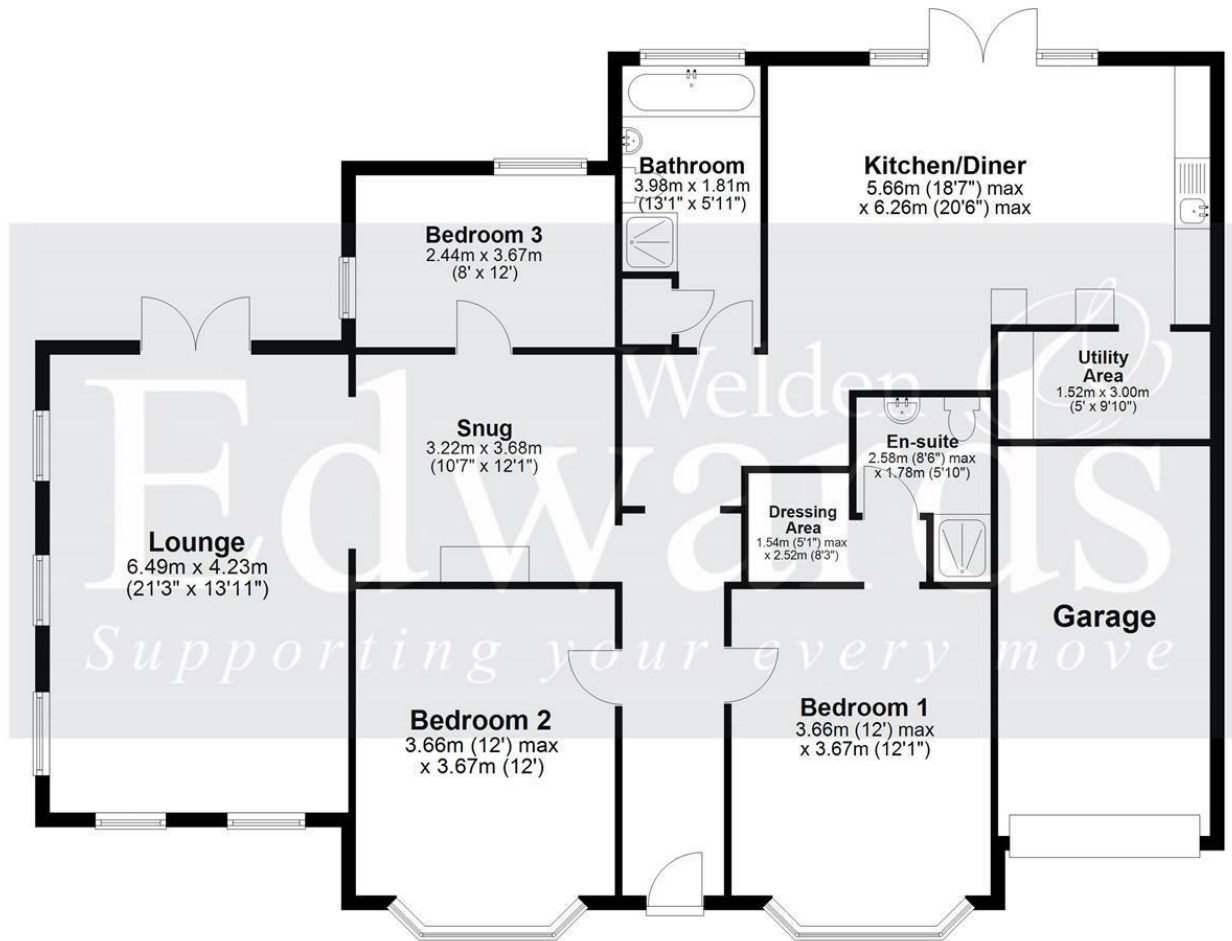 Bathroom
3.98m x 1.81m
(13'1" x 5'11")
Kitchen/Diner
5.66m (18'7") max
x 6.26m (20'6") max
Bedroom 3
2.44m x 3.67m
(8' x 12')
Utility
Area
1.52m x 3.00m
(5' x 9'10")
Snug
3.22m x 3.68m
(10'7" x 12'1")
En-suite
2.58m (8'6") max
x 1.78m (5'10")
Dressing
Area
1.54m (5'1") max
x 2.52m (8'3")
Lounge
6.49m x 4.23m
(21'3" x 13'11")
Garage
Bedroom 2
3.66m (12') max
x 3.67m (12')
Bedroom 1
3.66m (12') max
x 3.67m (12'1")
Welden &
Edwards
Supporting your every move